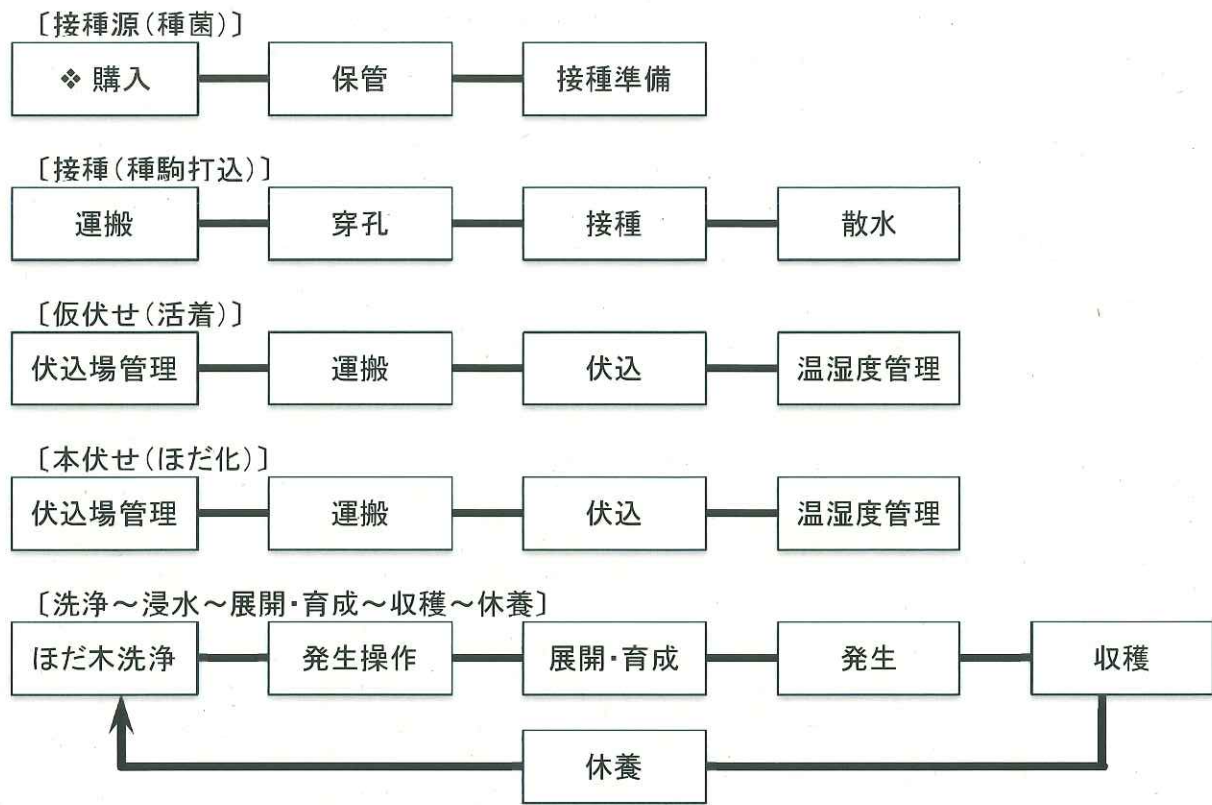 〔接種源(種菌)〕
❖ 購入 保管 接種準備
〔接種(種駒打込)〕
運搬 穿孔 接種 散水
〔仮伏せ(活着)〕
伏込場管理 運搬 伏込 温湿度管理
〔本伏せ(ほだ化)〕
伏込場管理 運搬 伏込 温湿度管理
〔洗浄～浸水～展開・育成～収穫～休養〕
ほだ木洗浄 発生操作 展開・育成 発生 収穫
休養